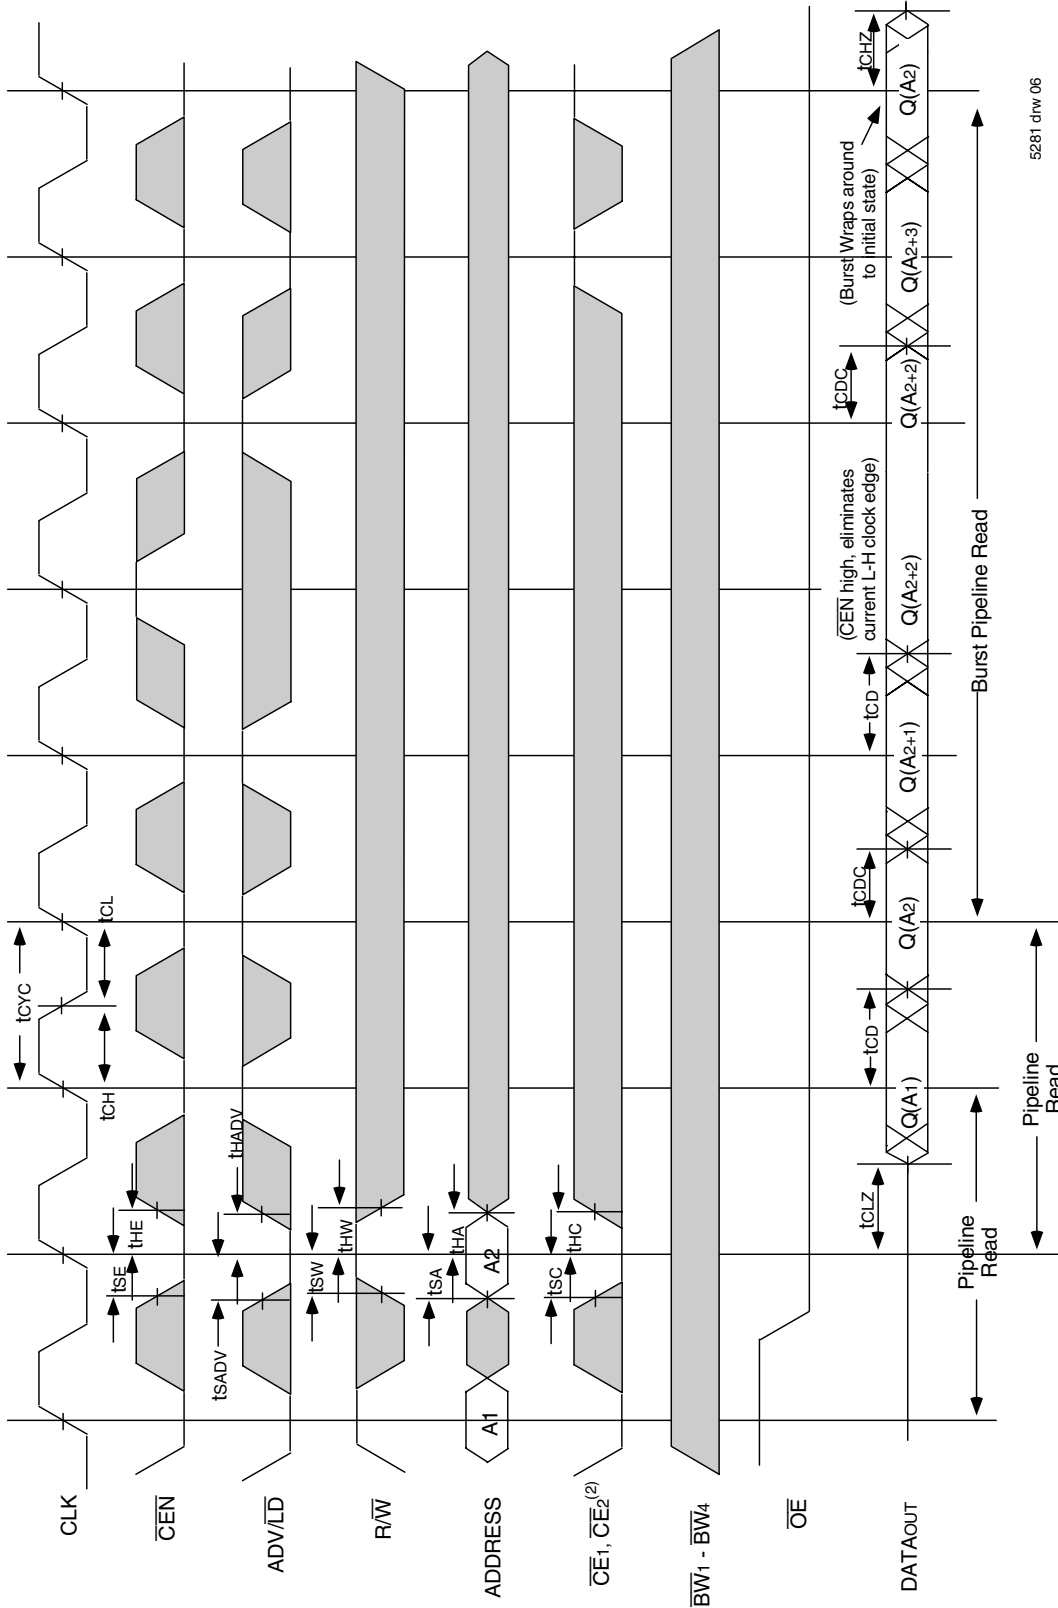 CLK
tCYC
tCH
tCL
CEN
tSE
tHE
ADV/LD
tSADV
tHADV
R/W
tSW
tHW
ADDRESS
A1
A2
tSA
tHA
CE1, CE2(2)
tSC
tHC
BW1 - BW4
OE
(CEN high, eliminates
current L-H clock edge)
(Burst Wraps around
to initial state)
tCLZ
tCD
tCDC
tCD
tCDC
tCHZ
DATAOUT
Q(A1)
Q(A2)
Q(A2+1)
Q(A2+2)
Q(A2+2)
Q(A2+3)
Q(A2)
Pipeline
Read
Burst Pipeline Read
Pipeline
Read
5281 drw 06